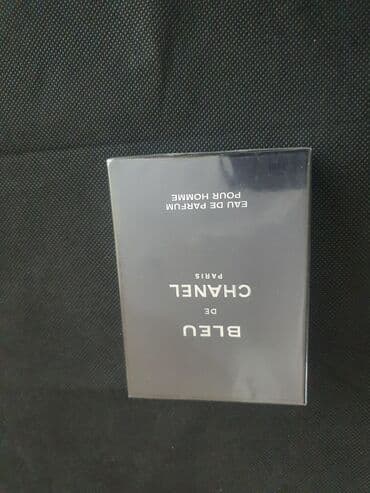 BLEU
DE
CHANEL
PARIS
EAU DE PARFUM
POUR HOMME